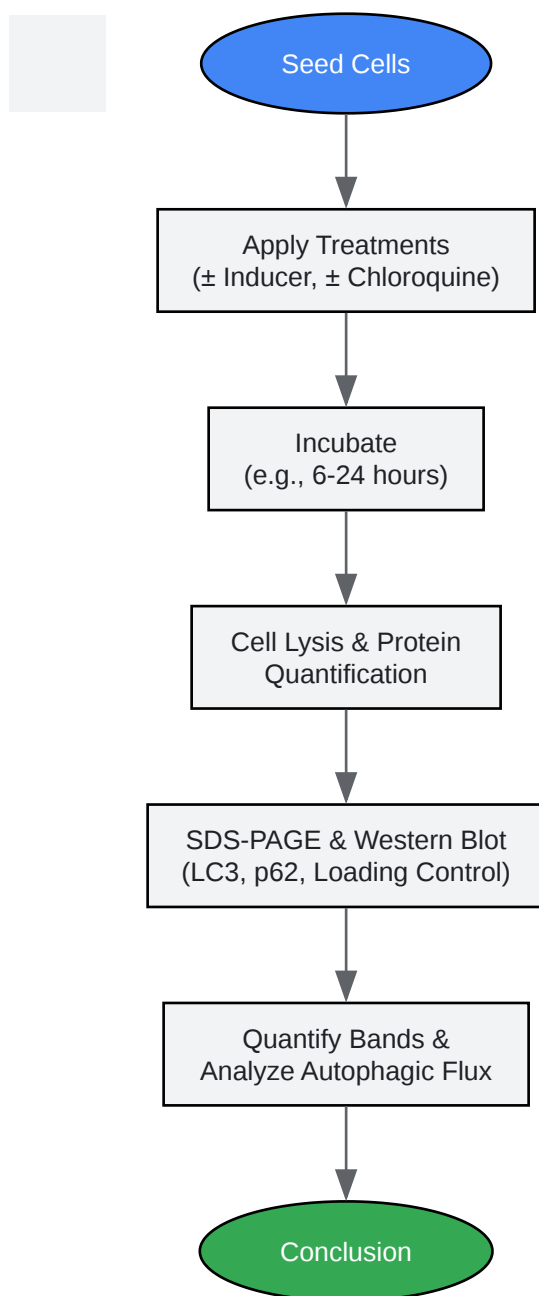 Seed Cells
Apply Treatments
(± Inducer, ± Chloroquine)
Incubate
(e.g., 6-24 hours)
Cell Lysis & Protein
Quantification
SDS-PAGE & Western Blot
(LC3, p62, Loading Control)
Quantify Bands &
Analyze Autophagic Flux
Conclusion